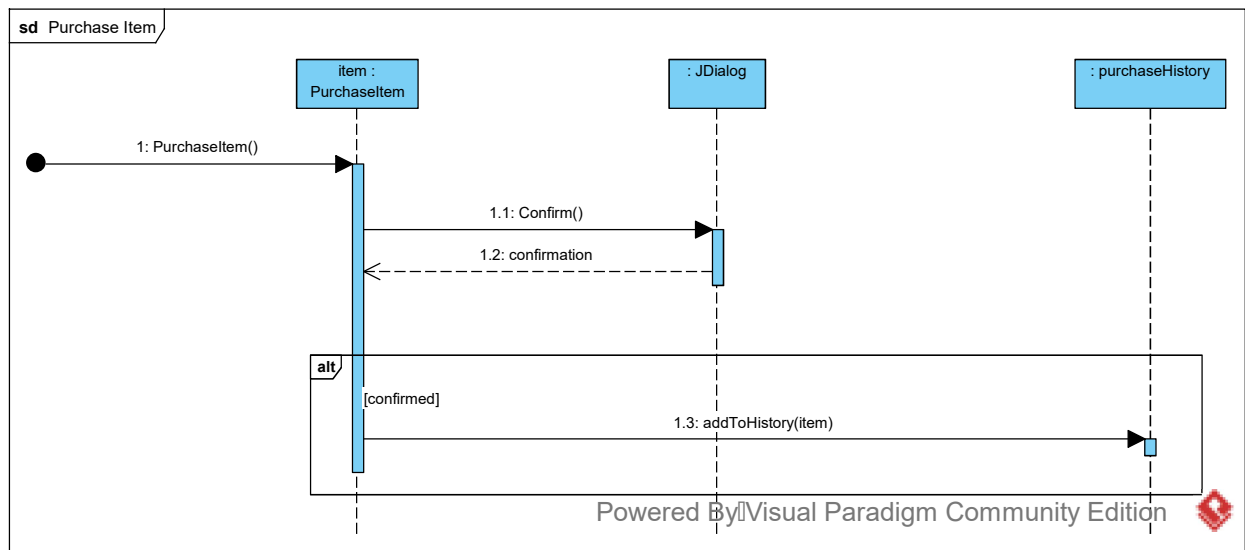 sd Purchase Item
item :
PurchaseItem
: JDialog
: purchaseHistory
1: PurchaseItem()
1.1: Confirm()
1.2: confirmation
alt
[confirmed]
1.3: addToHistory(item)
Powered By Visual Paradigm Community Edition